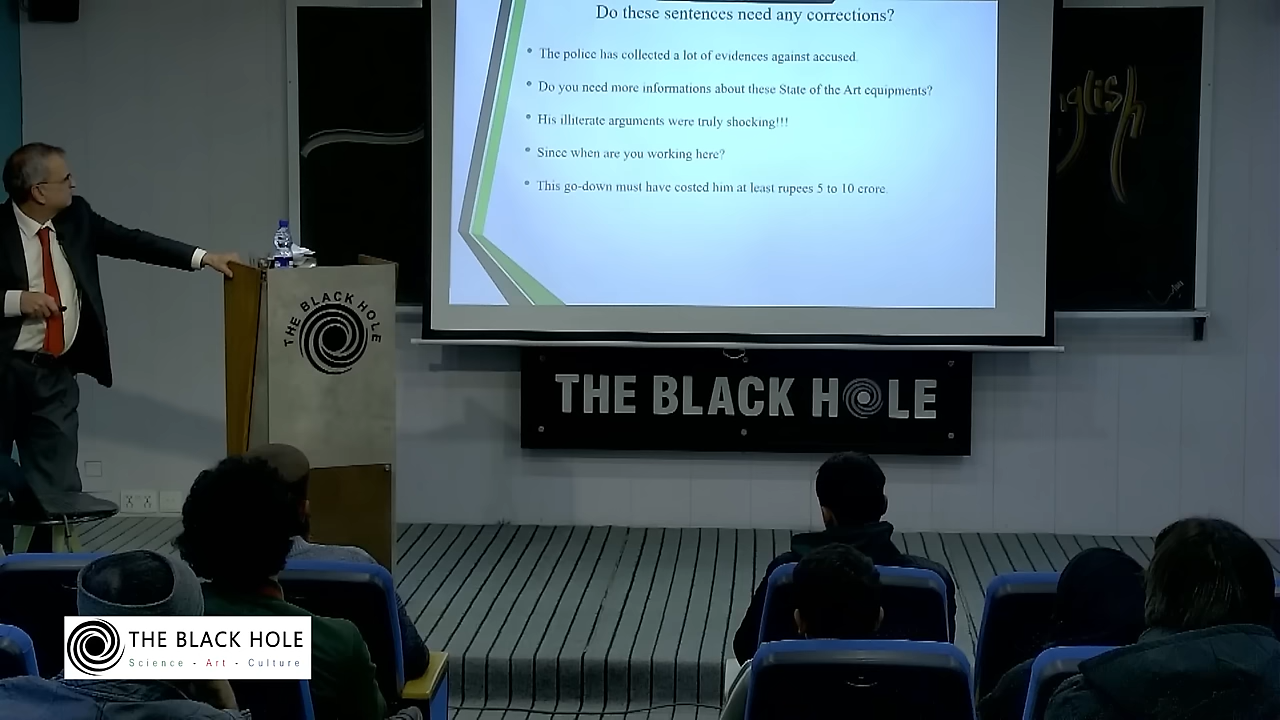 Do these sentences need any corrections?
• The police has collected a lot of evidences against accused.
• Do you need more informations about these State of the Art equipments?
• His illiterate arguments were truly shocking!!!
• Since when are you working here?
• This go-down must have costed him at least rupees 5 to 10 crore.
glish
THE BLACK HOLE
THE BLACK HOLE
THE BLACK HOLE
Science - Art - Culture